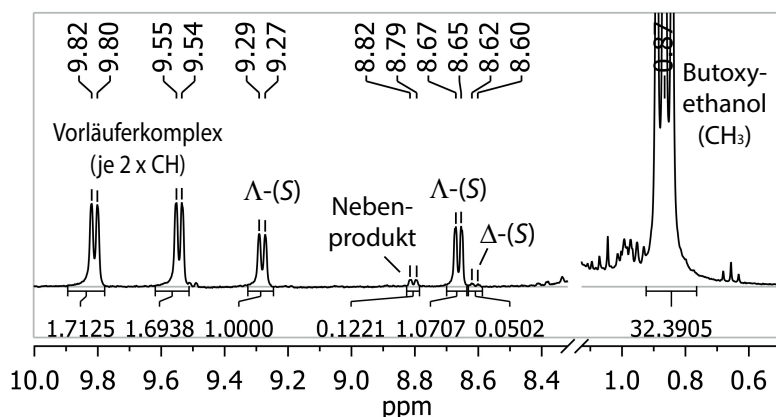 9.82 9.80 9.55 9.54 9.29 9.27 8.82 8.79 8.67 8.65 8.62 8.60 0.87
Vorläuferkomplex
(je 2 x CH)
Λ-(S)
Neben-
produkt
Λ-(S)
Δ-(S)
Butoxy-
ethanol
(CH₃)
1.7125 1.6938 1.0000 0.1221 1.0707 0.0502 32.3905
10.0 9.8 9.6 9.4 9.2 9.0 8.8 8.6 8.4 1.0 0.8 0.6
ppm